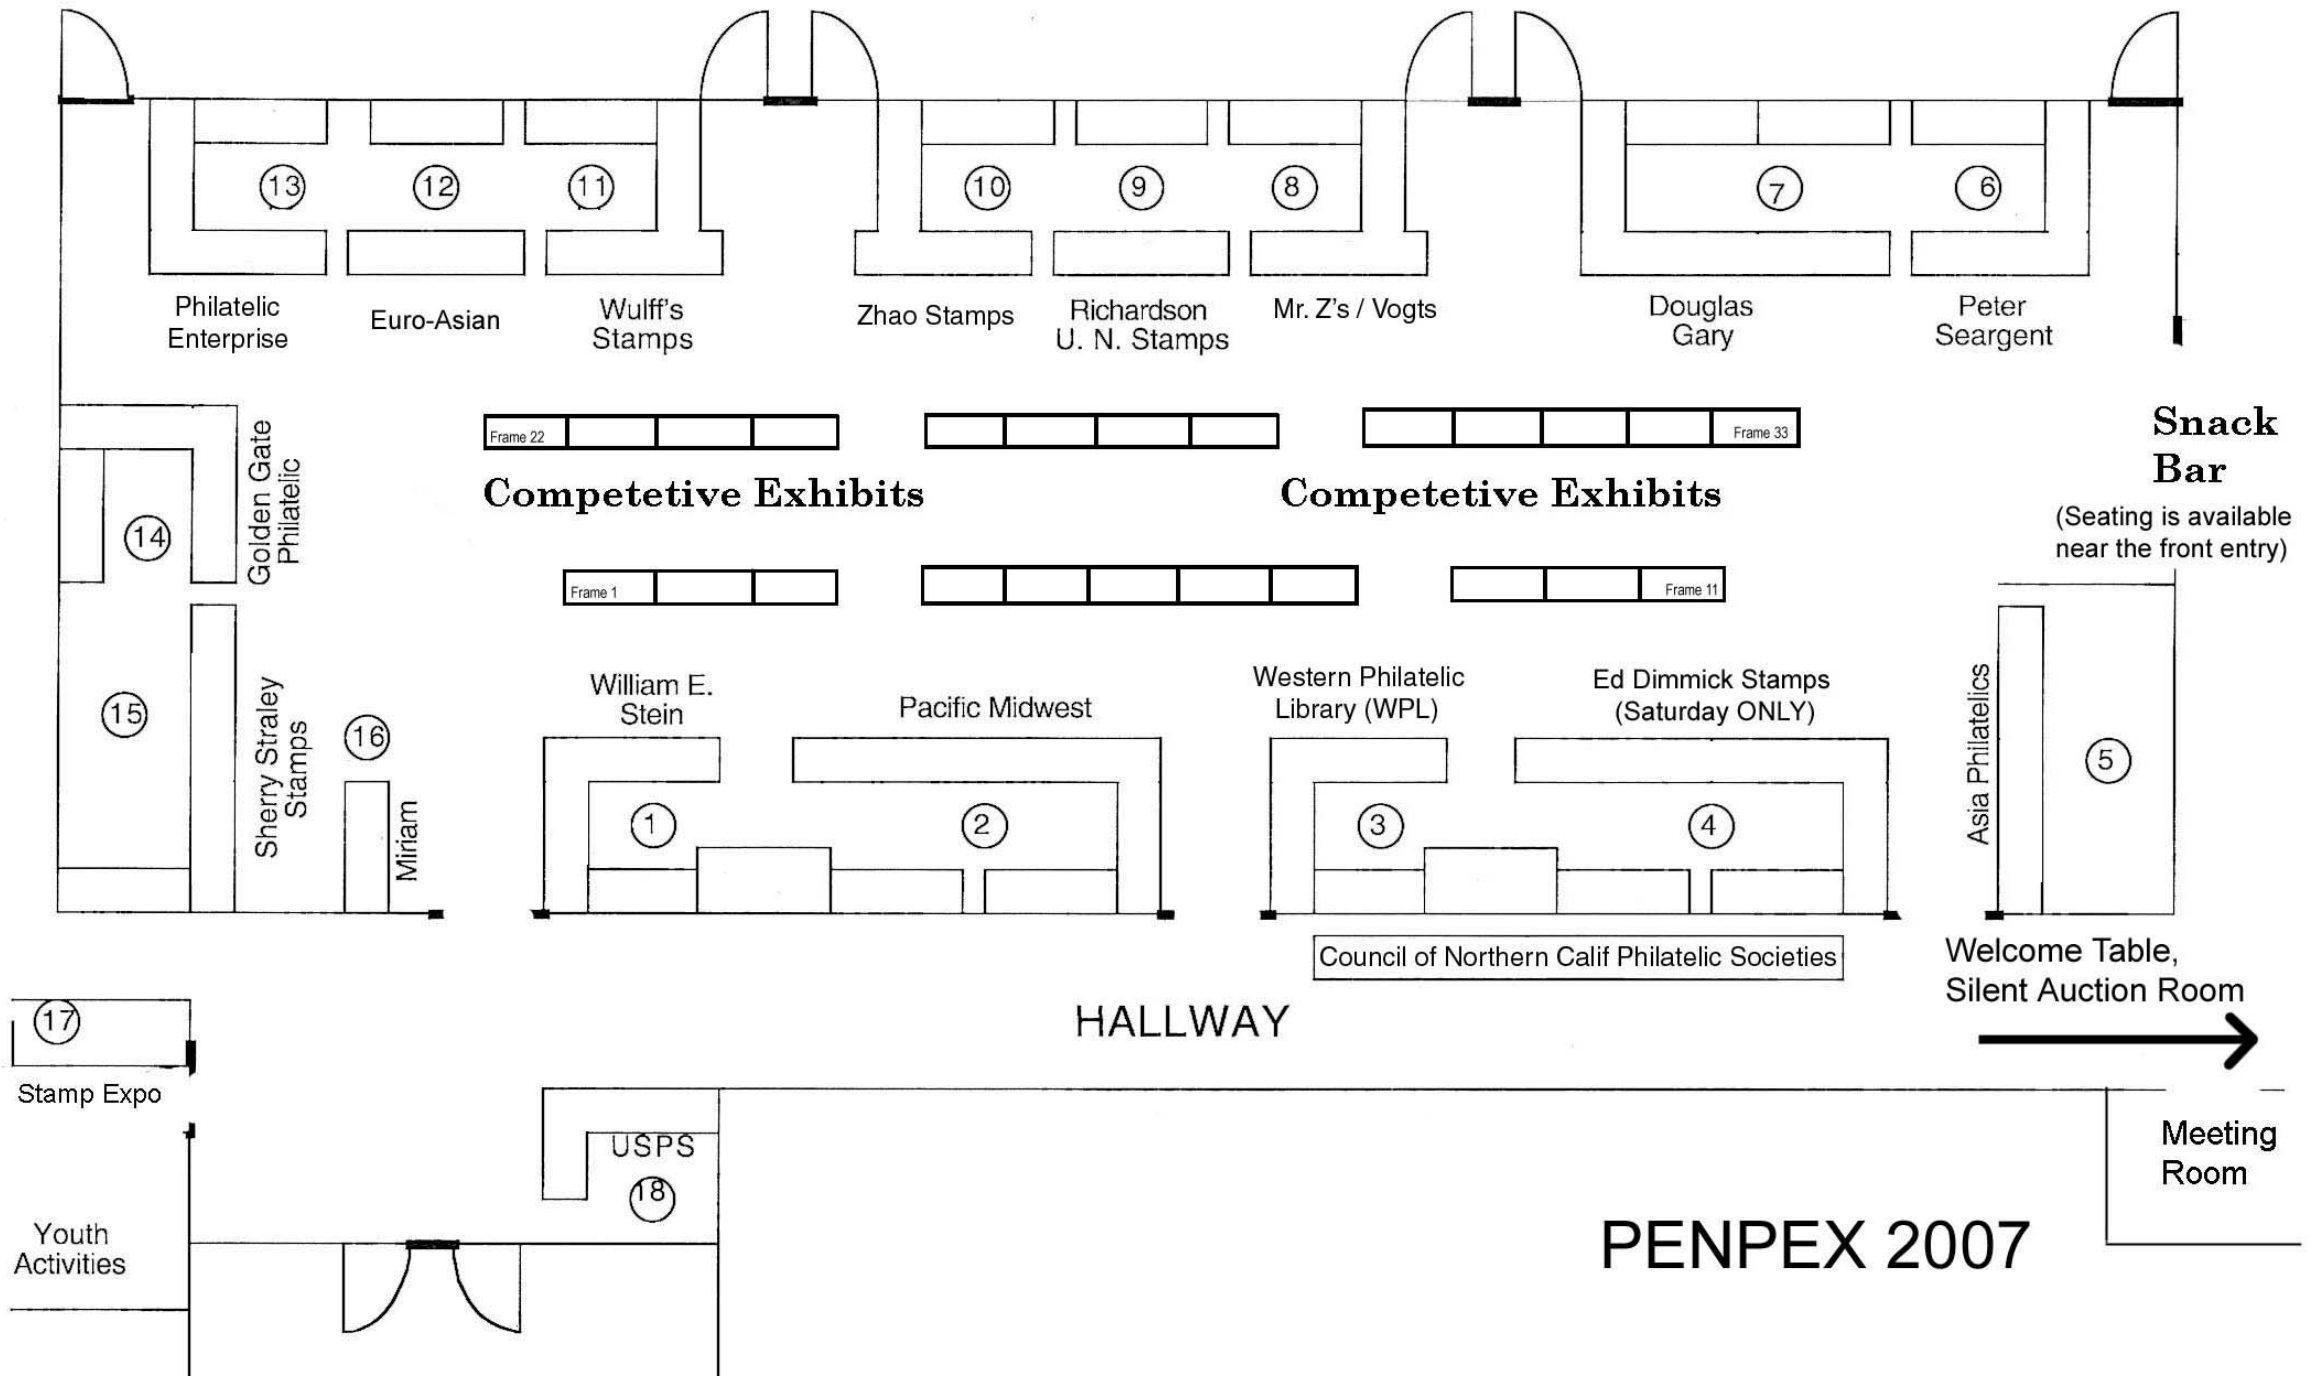 13
12
11
10
9
8
7
6
Philatelic
Enterprise
Euro-Asian
Wulff's
Stamps
Zhao Stamps
Richardson
U. N. Stamps
Mr. Z's / Vogts
Douglas
Gary
Peter
Seargent
Golden Gate
Philatelic
14
Frame 22
Frame 33
Competetive Exhibits
Competetive Exhibits
Snack
Bar
(Seating is available
near the front entry)
Frame 1
Frame 11
15
Sherry Straley
Stamps
16
Miriam
William E.
Stein
Pacific Midwest
Western Philatelic
Library (WPL)
Ed Dimmick Stamps
(Saturday ONLY)
Asia Philatelics
5
1
2
3
4
Council of Northern Calif Philatelic Societies
Welcome Table,
Silent Auction Room
HALLWAY
17
Stamp Expo
USPS
18
Youth
Activities
Meeting
Room
PENPEX 2007